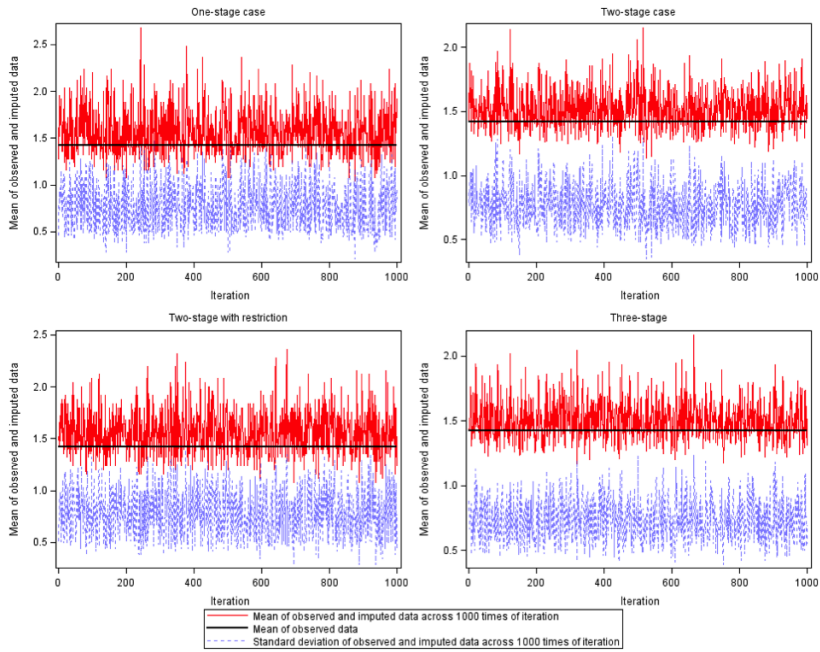 One-stage case
Mean of observed and imputed data
2.5
2.0
1.5
1.0
0.5
0
200
400
600
800
1000
Iteration
Two-stage case
Mean of observed and imputed data
2.0
1.5
1.0
0.5
0
200
400
600
800
1000
Iteration
Two-stage with restriction
Mean of observed and imputed data
2.5
2.0
1.5
1.0
0.5
0
200
400
600
800
1000
Iteration
Three-stage
Mean of observed and imputed data
2.0
1.5
1.0
0.5
0
200
400
600
800
1000
Iteration
Mean of observed and imputed data across 1000 times of iteration
Mean of observed data
Standard deviation of observed and imputed data across 1000 times of iteration